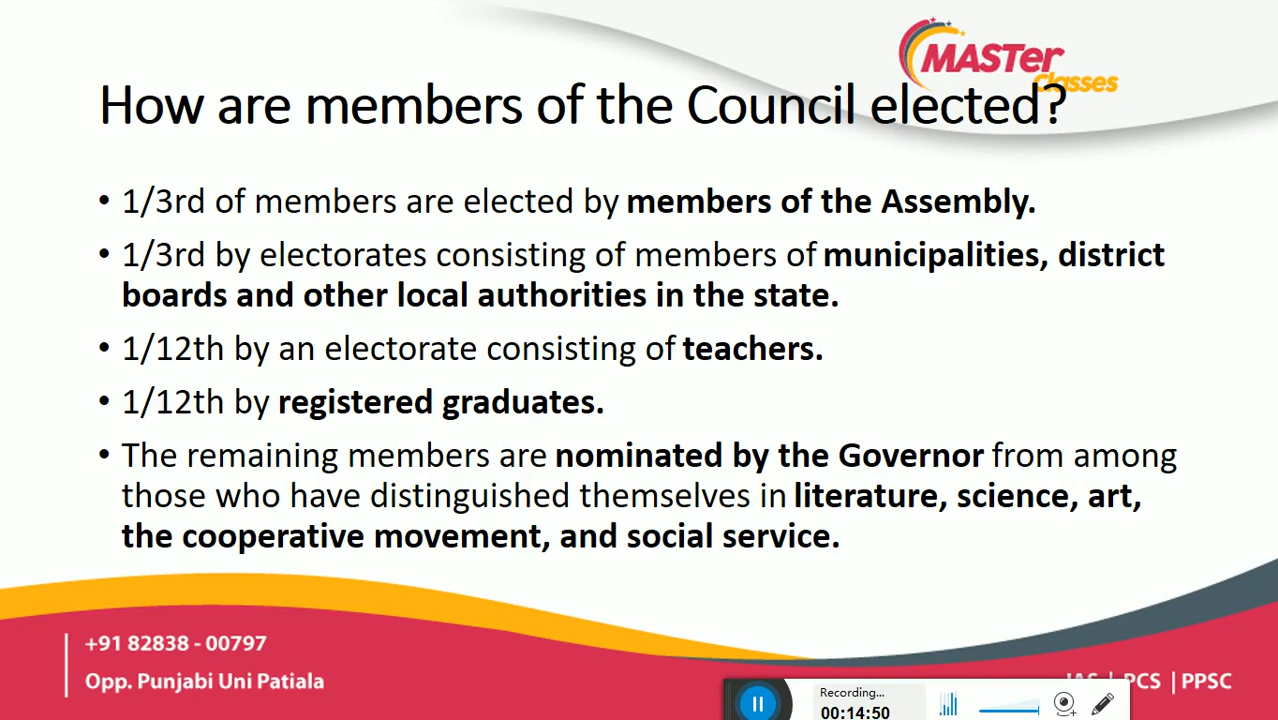 MASTer
Classes
How are members of the Council elected?
• 1/3rd of members are elected by members of the Assembly.
• 1/3rd by electorates consisting of members of municipalities, district
boards and other local authorities in the state.
• 1/12th by an electorate consisting of teachers.
• 1/12th by registered graduates.
• The remaining members are nominated by the Governor from among
those who have distinguished themselves in literature, science, art,
the cooperative movement, and social service.
+91 82838 - 00797
Opp. Punjabi Uni Patiala
IAS | PCS | PPSC
Recording...
00:14:50